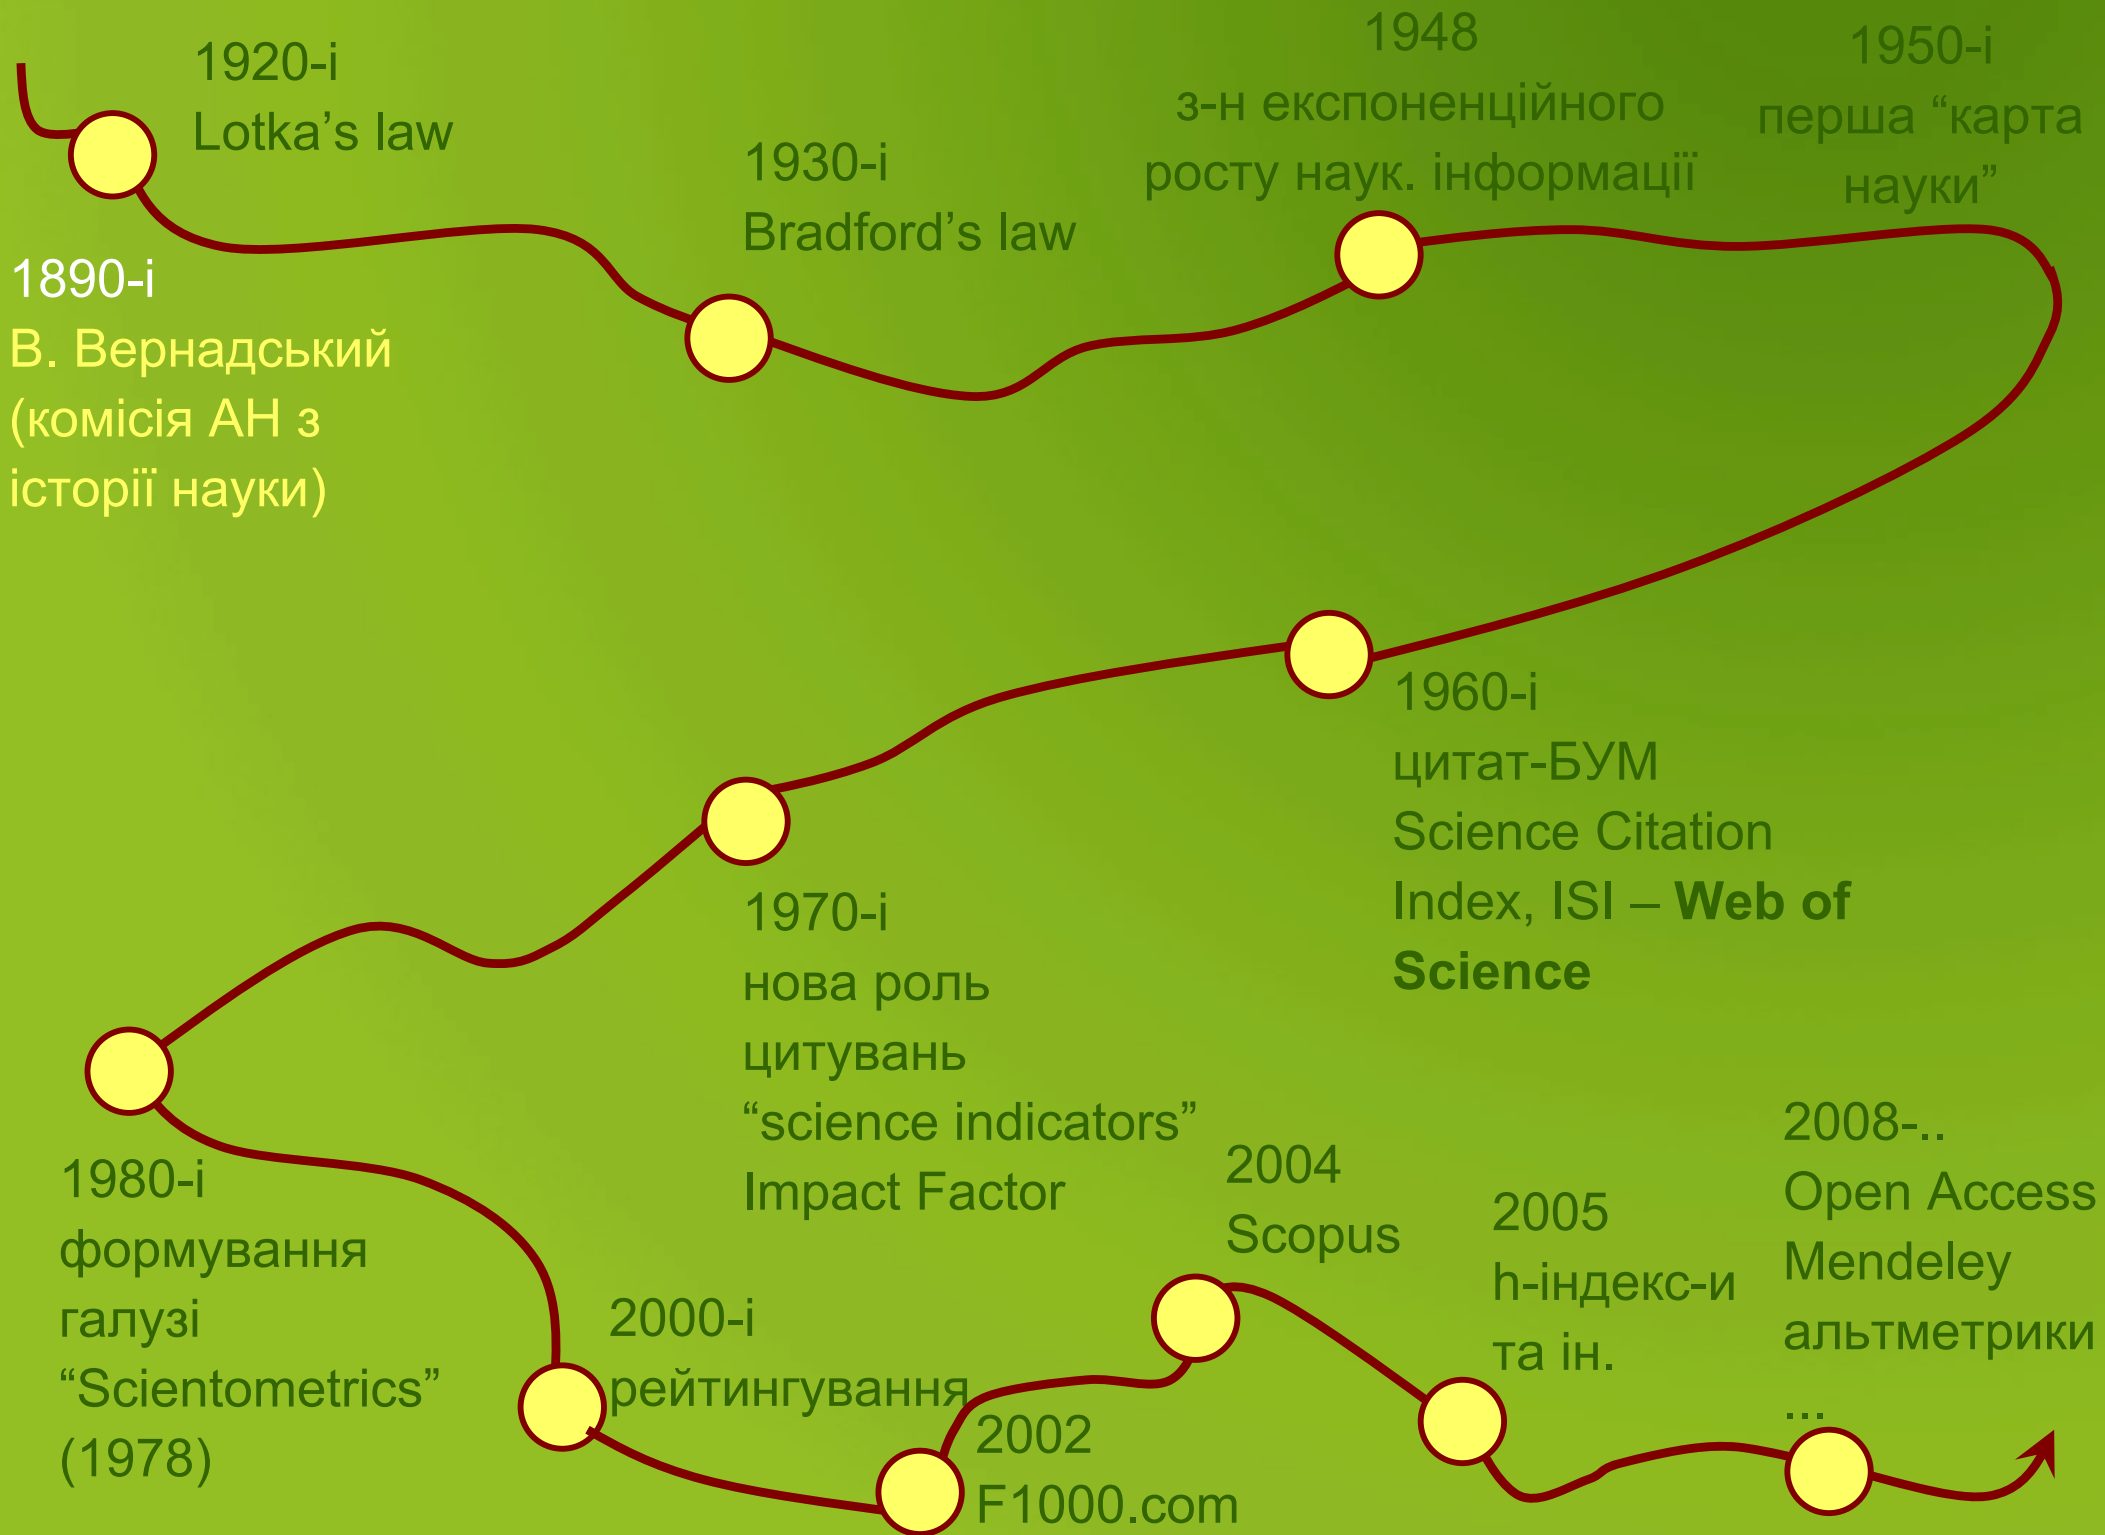 1920-і
Lotka’s law
1890-і
В. Вернадський
(комісія АН з
історії науки)
1930-і
Bradford’s law
1948
з-н експоненційного
росту наук. інформації
1950-і
перша “карта
науки”
1960-і
цитат-БУМ
Science Citation
Index, ISI – Web of
Science
1970-і
нова роль
цитувань
“science indicators”
Impact Factor
1980-і
формування
галузі
“Scientometrics”
(1978)
2000-і
рейтингування
2002
F1000.com
2004
Scopus
2005
h-індекс-и
та ін.
2008-..
Open Access
Mendeley
альтметрики
...